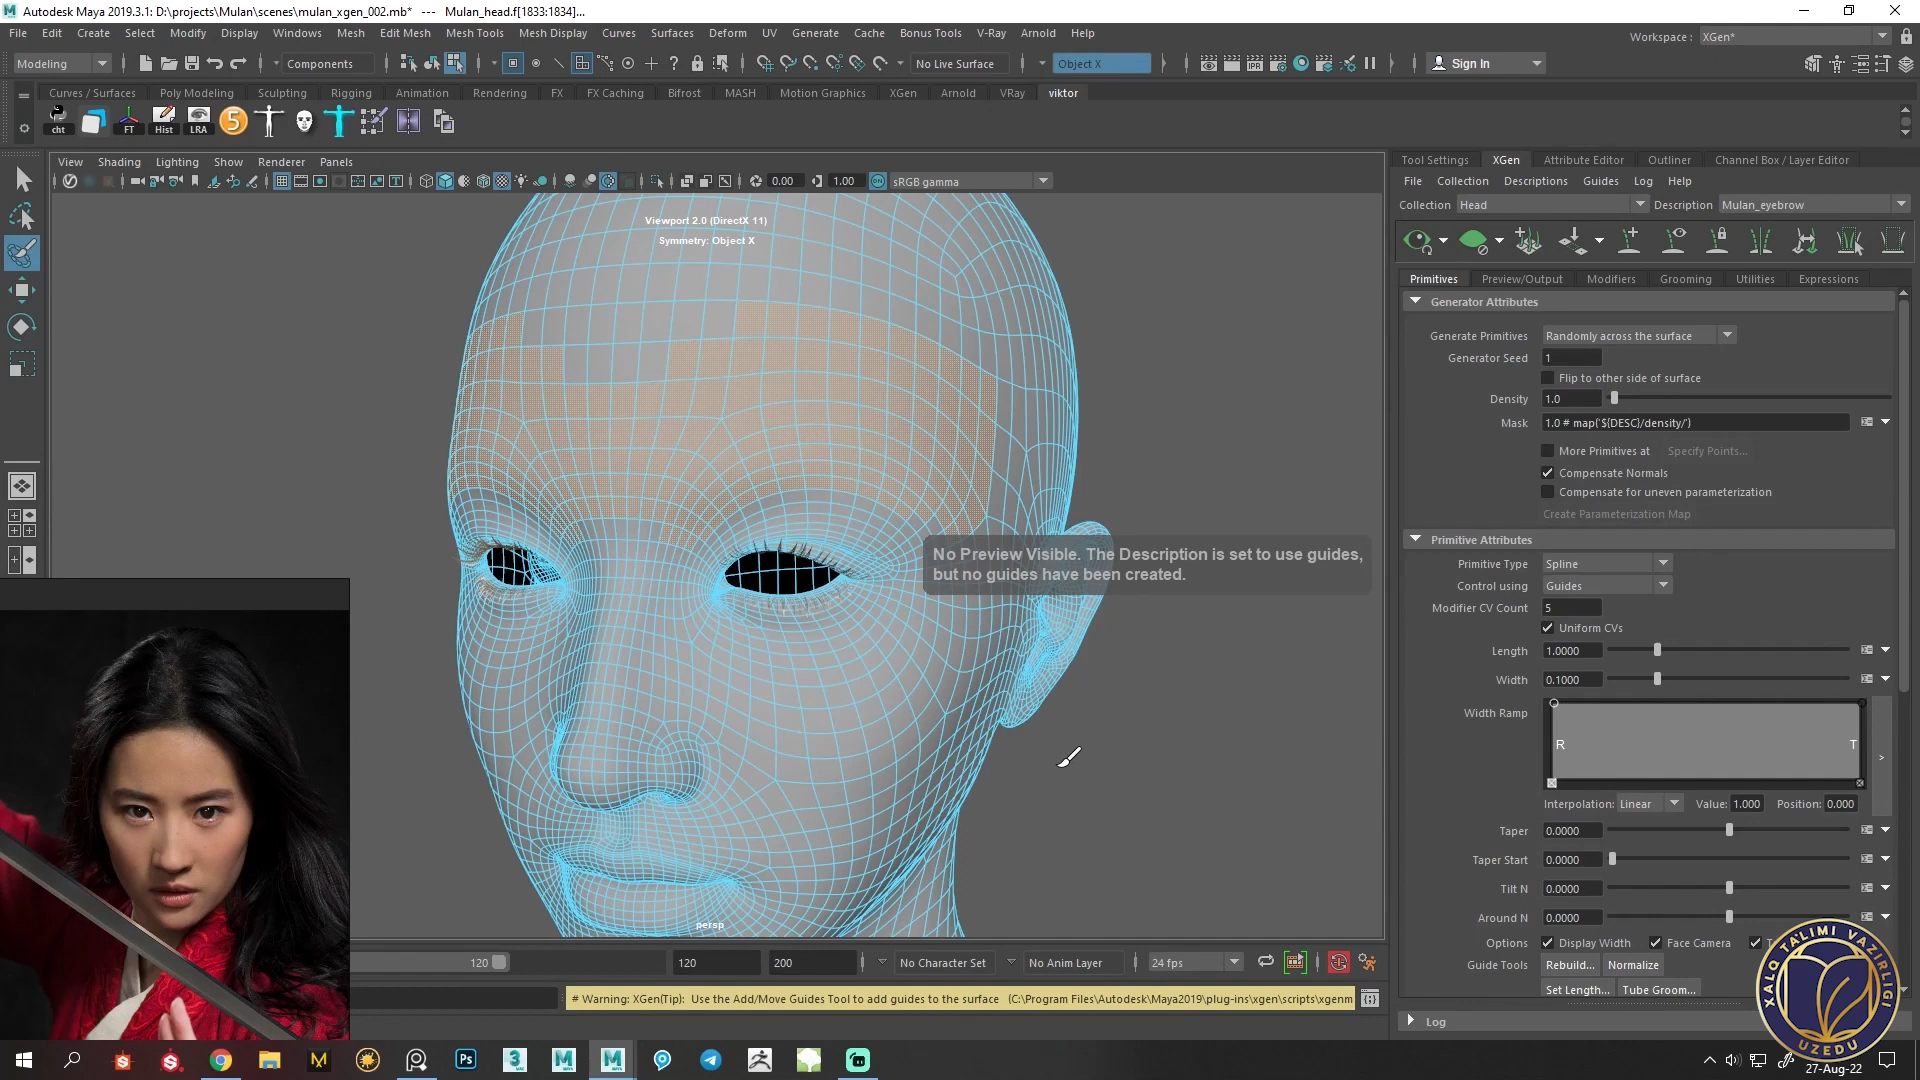 Autodesk Maya 2019.3.1: D:\projects\Mulan\scenes\mulan_xgen_002.mb* --- Mulan_head.f[1833:1834]...
File Edit Create Select Modify Display Windows Mesh Edit Mesh Mesh Tools Mesh Display Curves Surfaces Deform UV Generate Cache Bonus Tools V-Ray Arnold Help
Workspace : XGen*
Modeling Components No Live Surface Object X Sign In
Curves / Surfaces Poly Modeling Sculpting Rigging Animation Rendering FX FX Caching Bifrost MASH Motion Graphics XGen Arnold VRay viktor
cht FT Hist LRA 5
View Shading Lighting Show Renderer Panels
0.00 1.00 ON sRGB gamma
Viewport 2.0 (DirectX 11)
Symmetry: Object X
No Preview Visible. The Description is set to use guides,
but no guides have been created.
persp
Tool Settings XGen Attribute Editor Outliner Channel Box / Layer Editor
File Collection Descriptions Guides Log Help
Collection Head Description Mulan_eyebrow
Primitives Preview/Output Modifiers Grooming Utilities Expressions
Generator Attributes
Generate Primitives Randomly across the surface
Generator Seed 1
Flip to other side of surface
Density 1.0
Mask 1.0 # map('${DESC}/density/')
More Primitives at Specify Points...
Compensate Normals
Compensate for uneven parameterization
Create Parameterization Map
Primitive Attributes
Primitive Type Spline
Control using Guides
Modifier CV Count 5
Uniform CVs
Length 1.0000
Width 0.1000
Width Ramp
R T
Interpolation: Linear Value: 1.000 Position: 0.000
Taper 0.0000
Taper Start 0.0000
Tilt N 0.0000
Around N 0.0000
Options Display Width Face Camera
Guide Tools Rebuild... Normalize
Set Length... Tube Groom...
Log
120 120 200 No Character Set No Anim Layer 24 fps
# Warning: XGen(Tip): Use the Add/Move Guides Tool to add guides to the surface (C:\Program Files\Autodesk\Maya2019\plug-ins\xgen\scripts\xgenm
XALQ TA'LIMI VAZIRLIGI
UZEDU
Ps
27-Aug-22